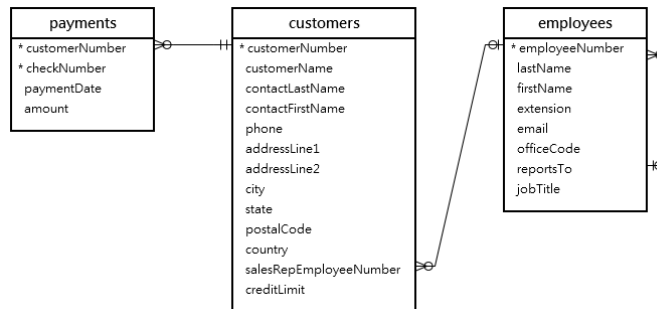 payments
* customerNumber
* checkNumber
paymentDate
amount
customers
* customerNumber
customerName
contactLastName
contactFirstName
phone
addressLine1
addressLine2
city
state
postalCode
country
salesRepEmployeeNumber
creditLimit
employees
* employeeNumber
lastName
firstName
extension
email
officeCode
reportsTo
jobTitle